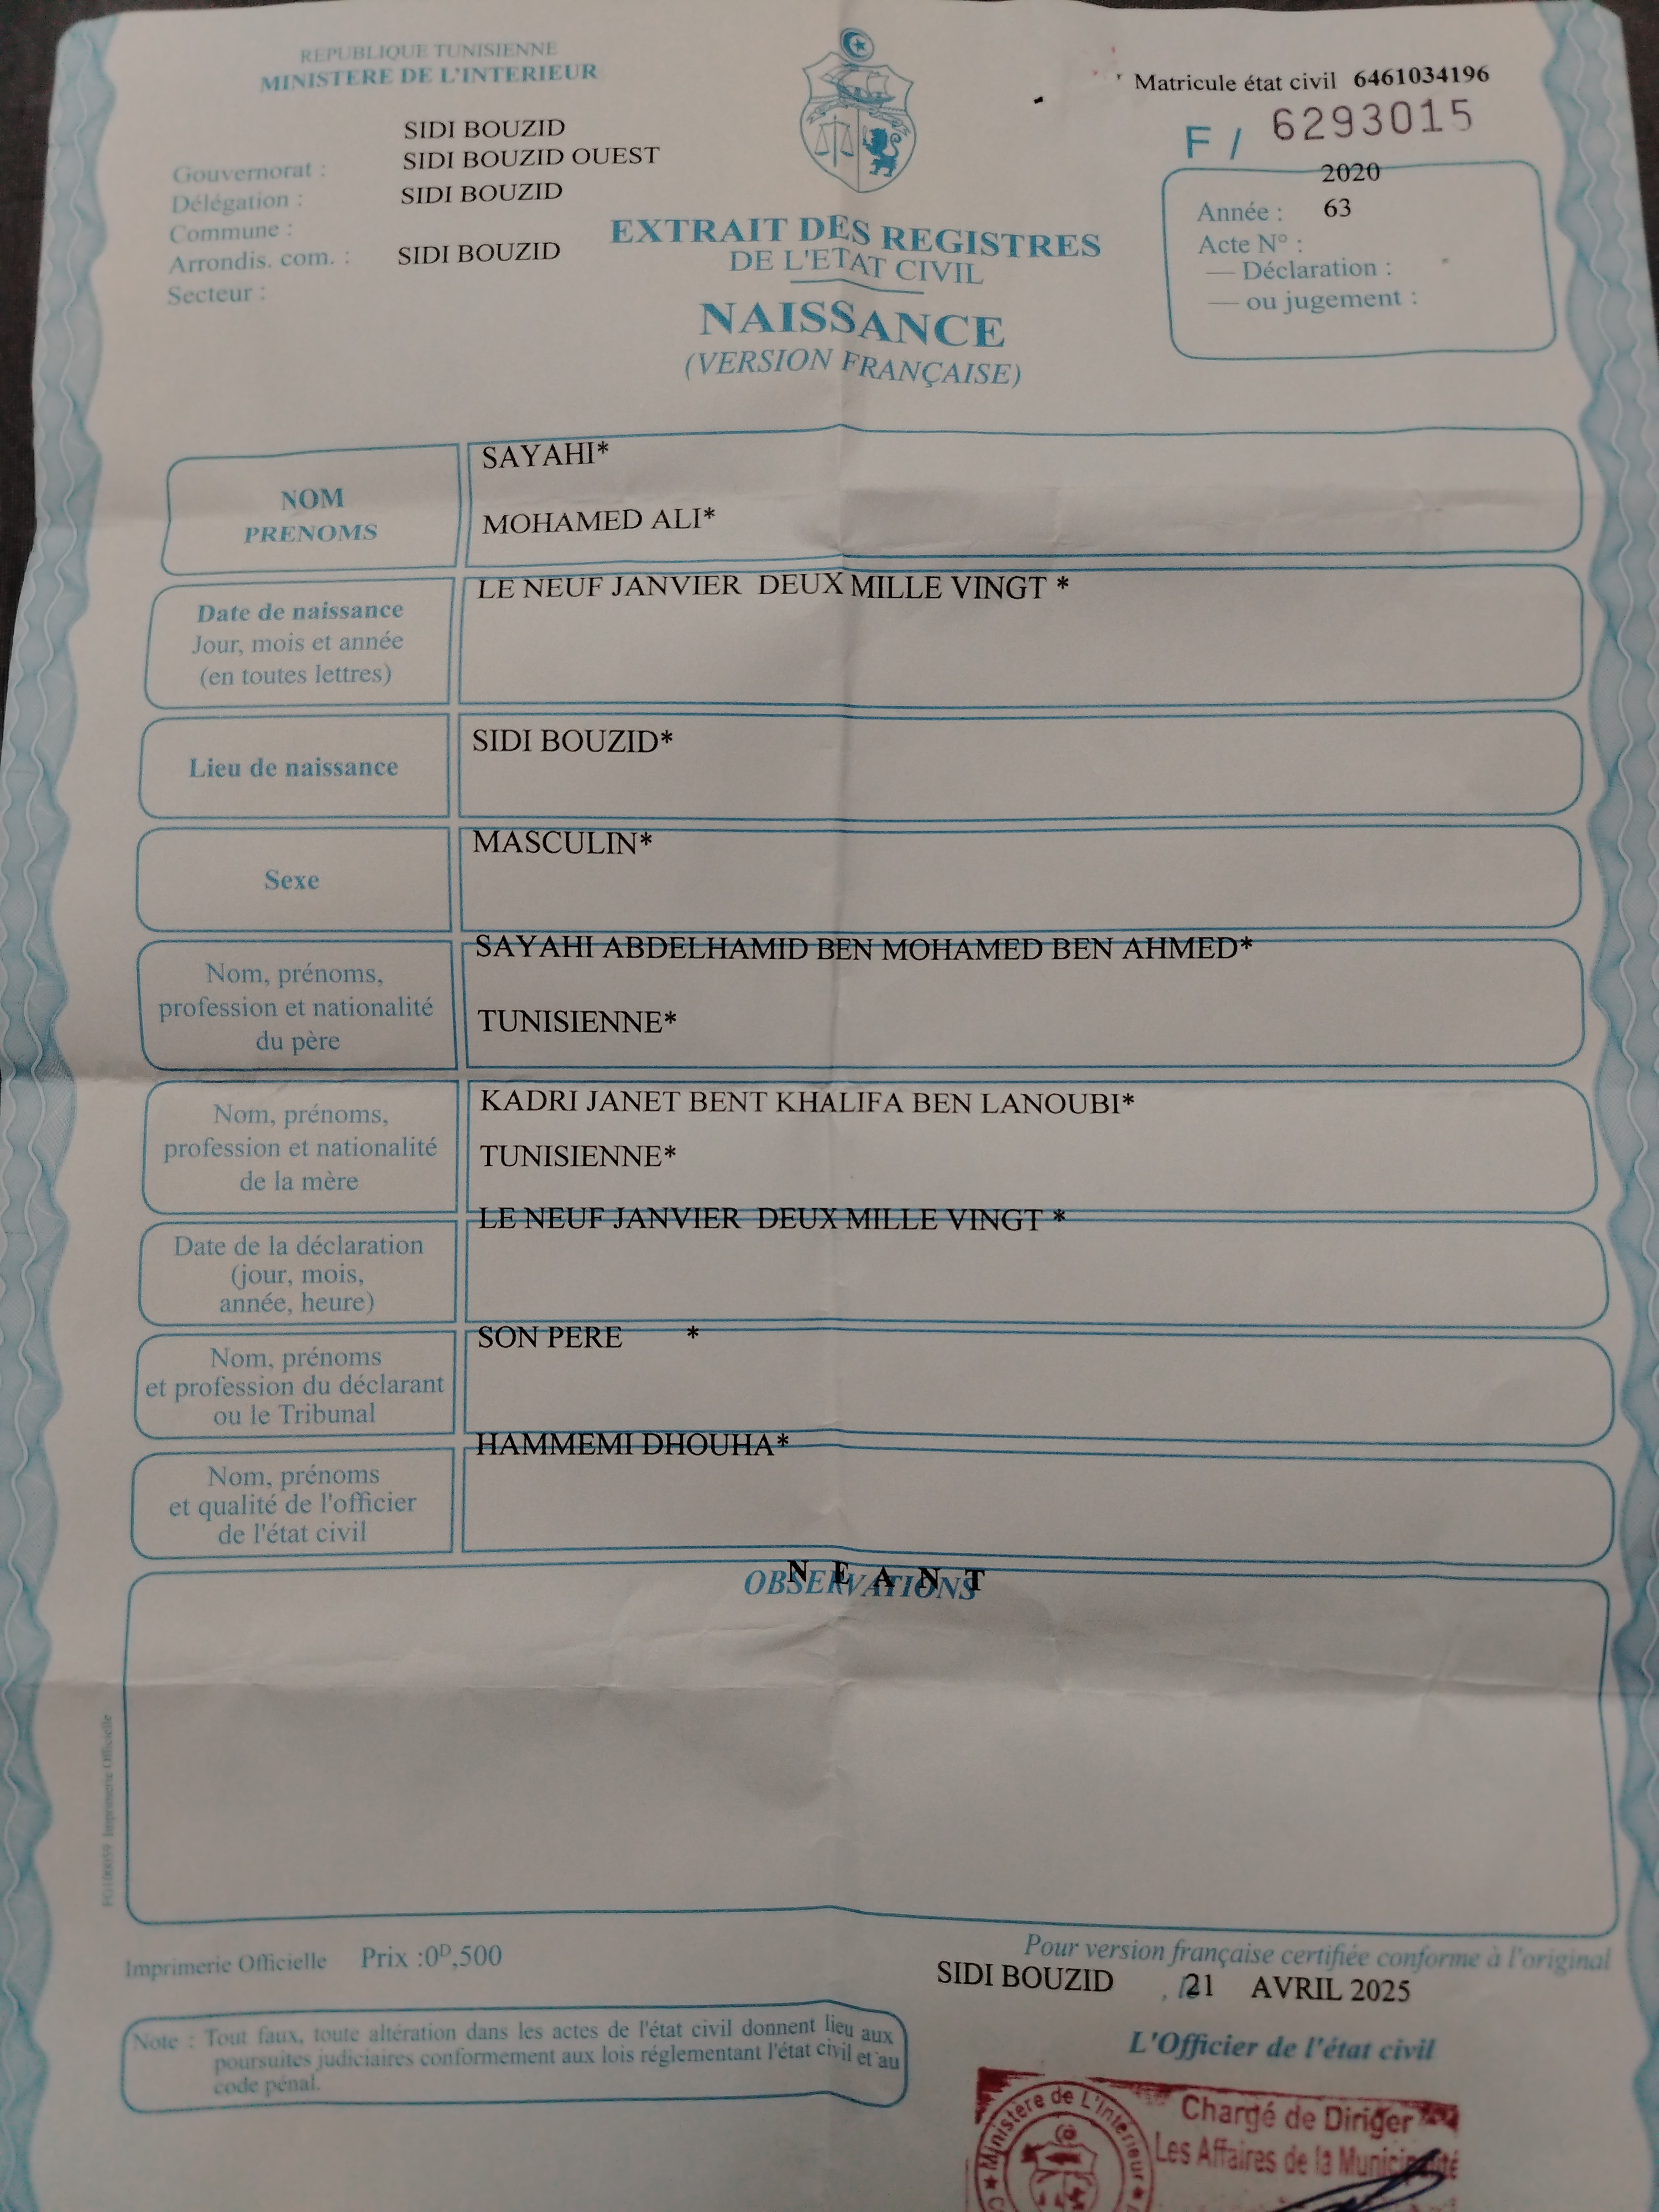 REPUBLIQUE TUNISIENNE
MINISTERE DE L'INTERIEUR
Matricule état civil 6461034196
F / 6293015
SIDI BOUZID
SIDI BOUZID OUEST
Gouvernorat :
SIDI BOUZID
Délégation :
Commune :
Arrondis. com. : SIDI BOUZID
Secteur :
2020
Année : 63
Acte N° :
— Déclaration :
— ou jugement :
EXTRAIT DES REGISTRES
DE L'ETAT CIVIL
NAISSANCE
(VERSION FRANÇAISE)
NOM
PRENOMS
SAYAHI*
MOHAMED ALI*
Date de naissance
Jour, mois et année
(en toutes lettres)
LE NEUF JANVIER DEUX MILLE VINGT *
Lieu de naissance
SIDI BOUZID*
Sexe
MASCULIN*
Nom, prénoms,
profession et nationalité
du père
SAYAHI ABDELHAMID BEN MOHAMED BEN AHMED*
TUNISIENNE*
Nom, prénoms,
profession et nationalité
de la mère
KADRI JANET BENT KHALIFA BEN LANOUBI*
TUNISIENNE*
Date de la déclaration
(jour, mois,
année, heure)
LE NEUF JANVIER DEUX MILLE VINGT *
Nom, prénoms
et profession du déclarant
ou le Tribunal
SON PERE *
Nom, prénoms
et qualité de l'officier
de l'état civil
HAMMEMI DHOUHA*
N E A N T
OBSERVATIONS
Imprimerie Officielle
Imprimerie Officielle Prix :0D,500
Pour version française certifiée conforme à l'original
SIDI BOUZID , 21 AVRIL 2025
Note : Tout faux, toute altération dans les actes de l'état civil donnent lieu aux
poursuites judiciaires conformement aux lois réglementant l'état civil et au
code pénal.
L'Officier de l'état civil
Ministère de L'Intérieur
Chargé de Diriger
Les Affaires de la Municipalité